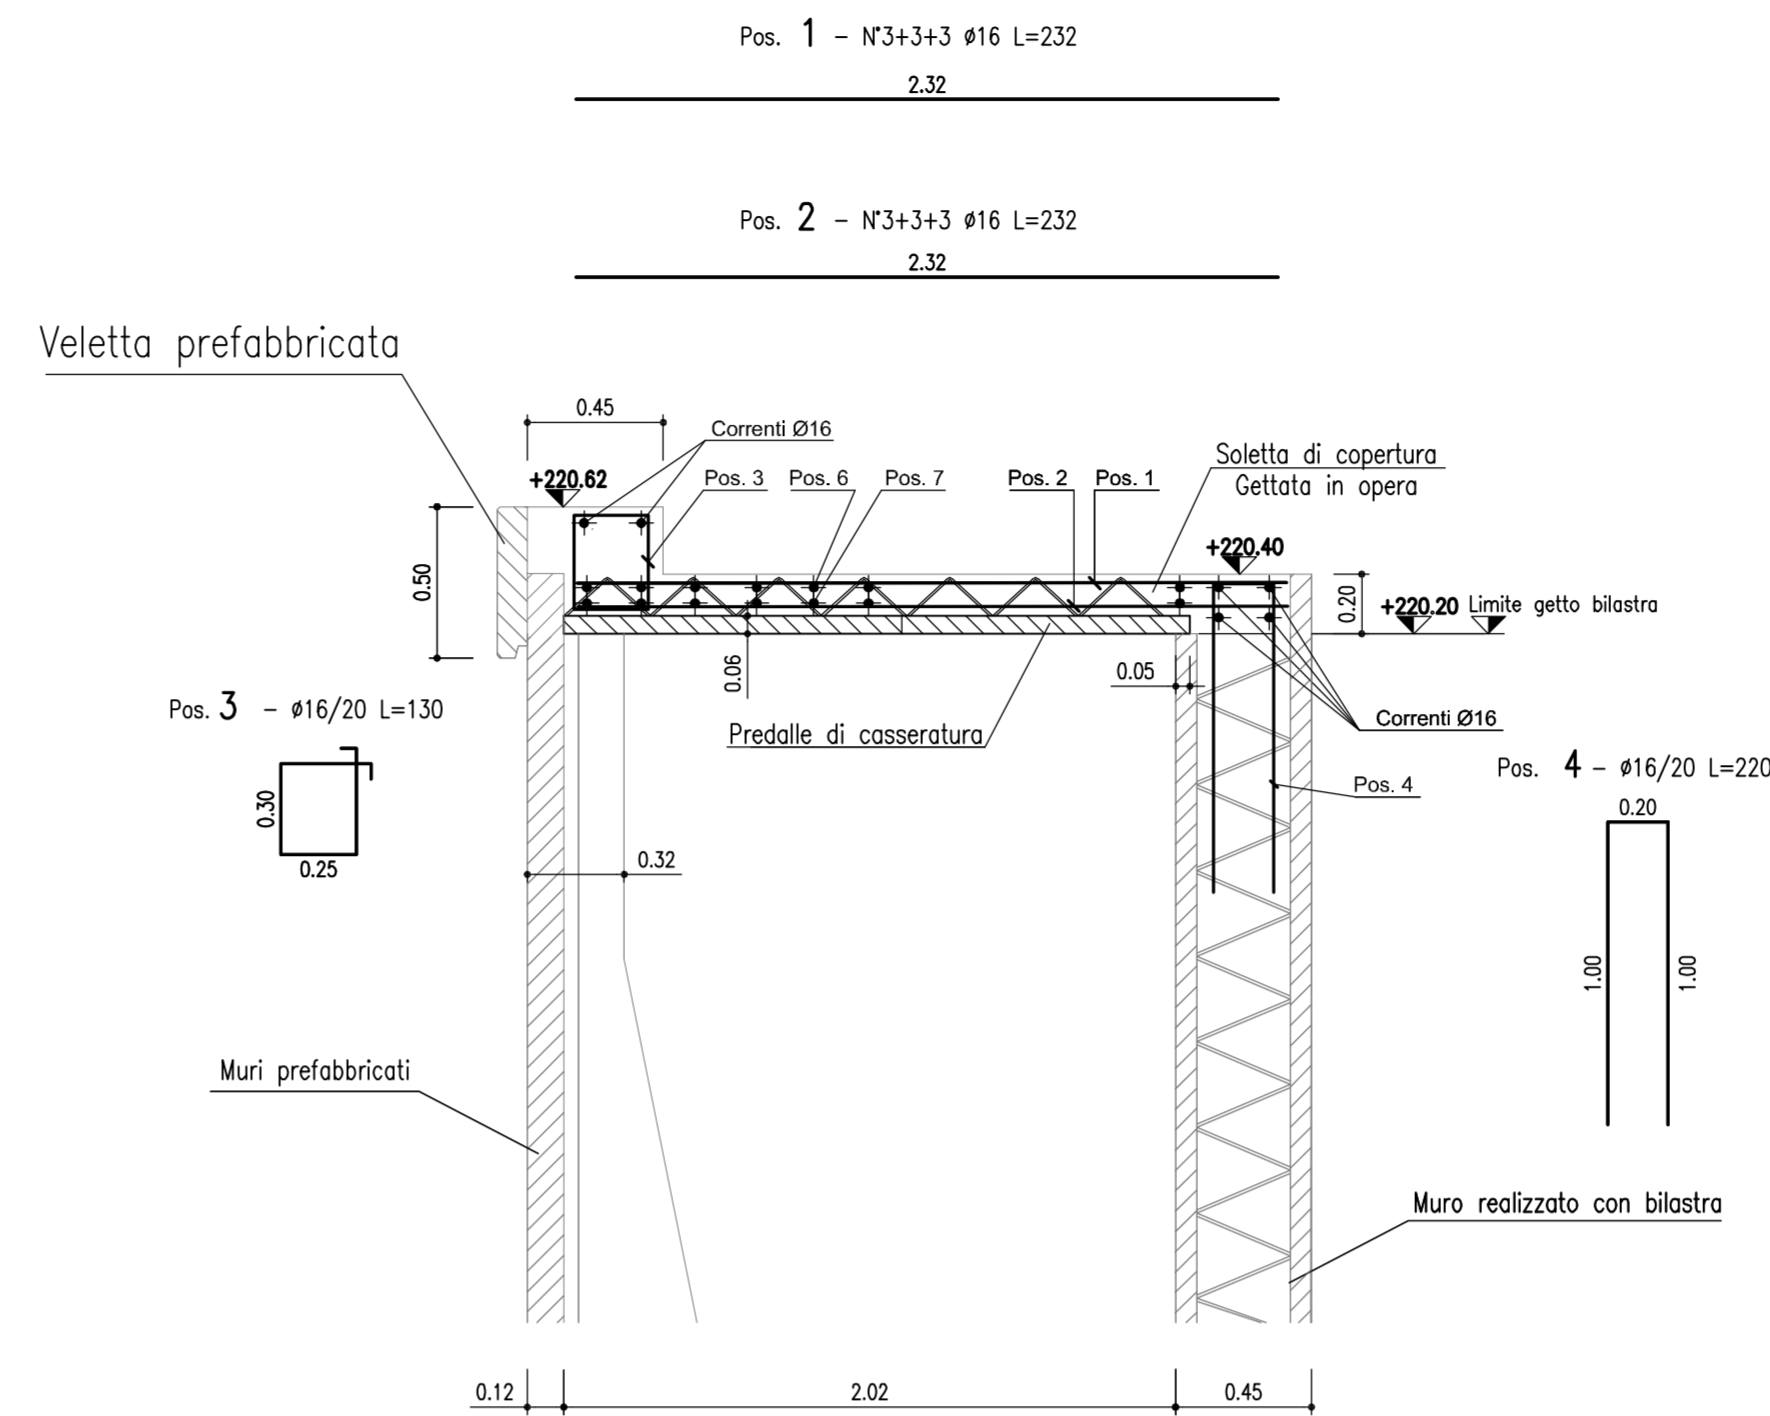 Pos. 1 - N°3+3+3 ø16 L=232
2.32
Pos. 2 - N°3+3+3 ø16 L=232
2.32
Veletta prefabbricata
0.45
Correnti Ø16
+220.62
Pos. 3
Pos. 6
Pos. 7
Pos. 2
Pos. 1
Soletta di copertura
Gettata in opera
+220.40
0.50
0.20
+220.20 Limite getto bilastra
0.06
0.05
Pos. 3 - ø16/20 L=130
Predalle di casseratura
Correnti Ø16
0.30
0.25
Pos. 4
Pos. 4 - ø16/20 L=220
0.20
0.32
1.00
1.00
Muri prefabbricati
Muro realizzato con bilastra
0.12
2.02
0.45